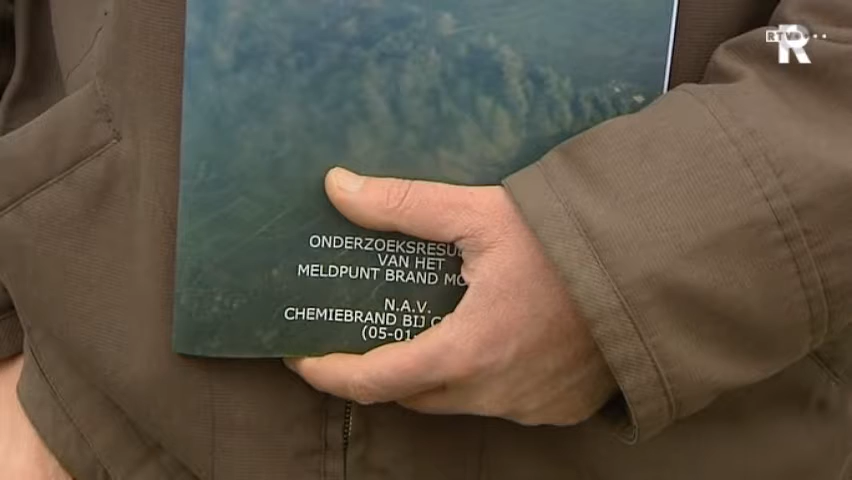 RTV
R
ONDERZOEKSRESU
VAN HET
MELDPUNT BRAND MO
N.A.V.
CHEMIEBRAND BIJ C
(05-01-